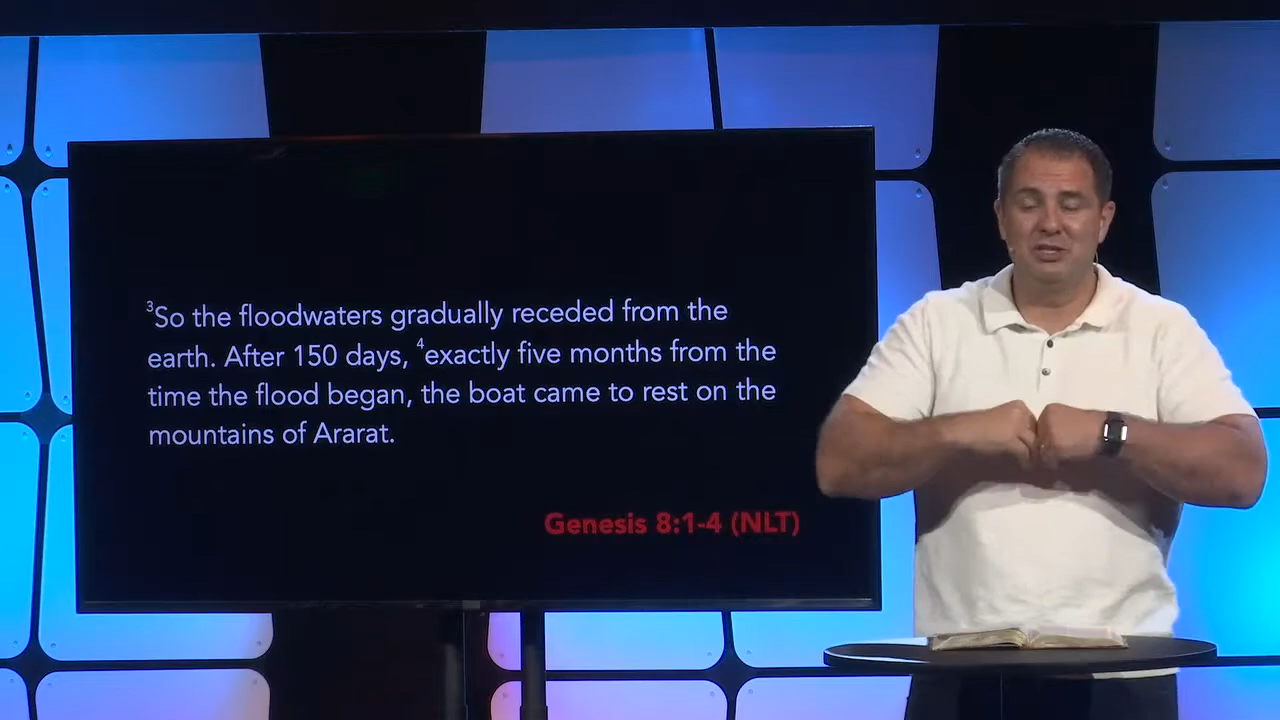 ³So the floodwaters gradually receded from the
earth. After 150 days, ⁴exactly five months from the
time the flood began, the boat came to rest on the
mountains of Ararat.
Genesis 8:1-4 (NLT)